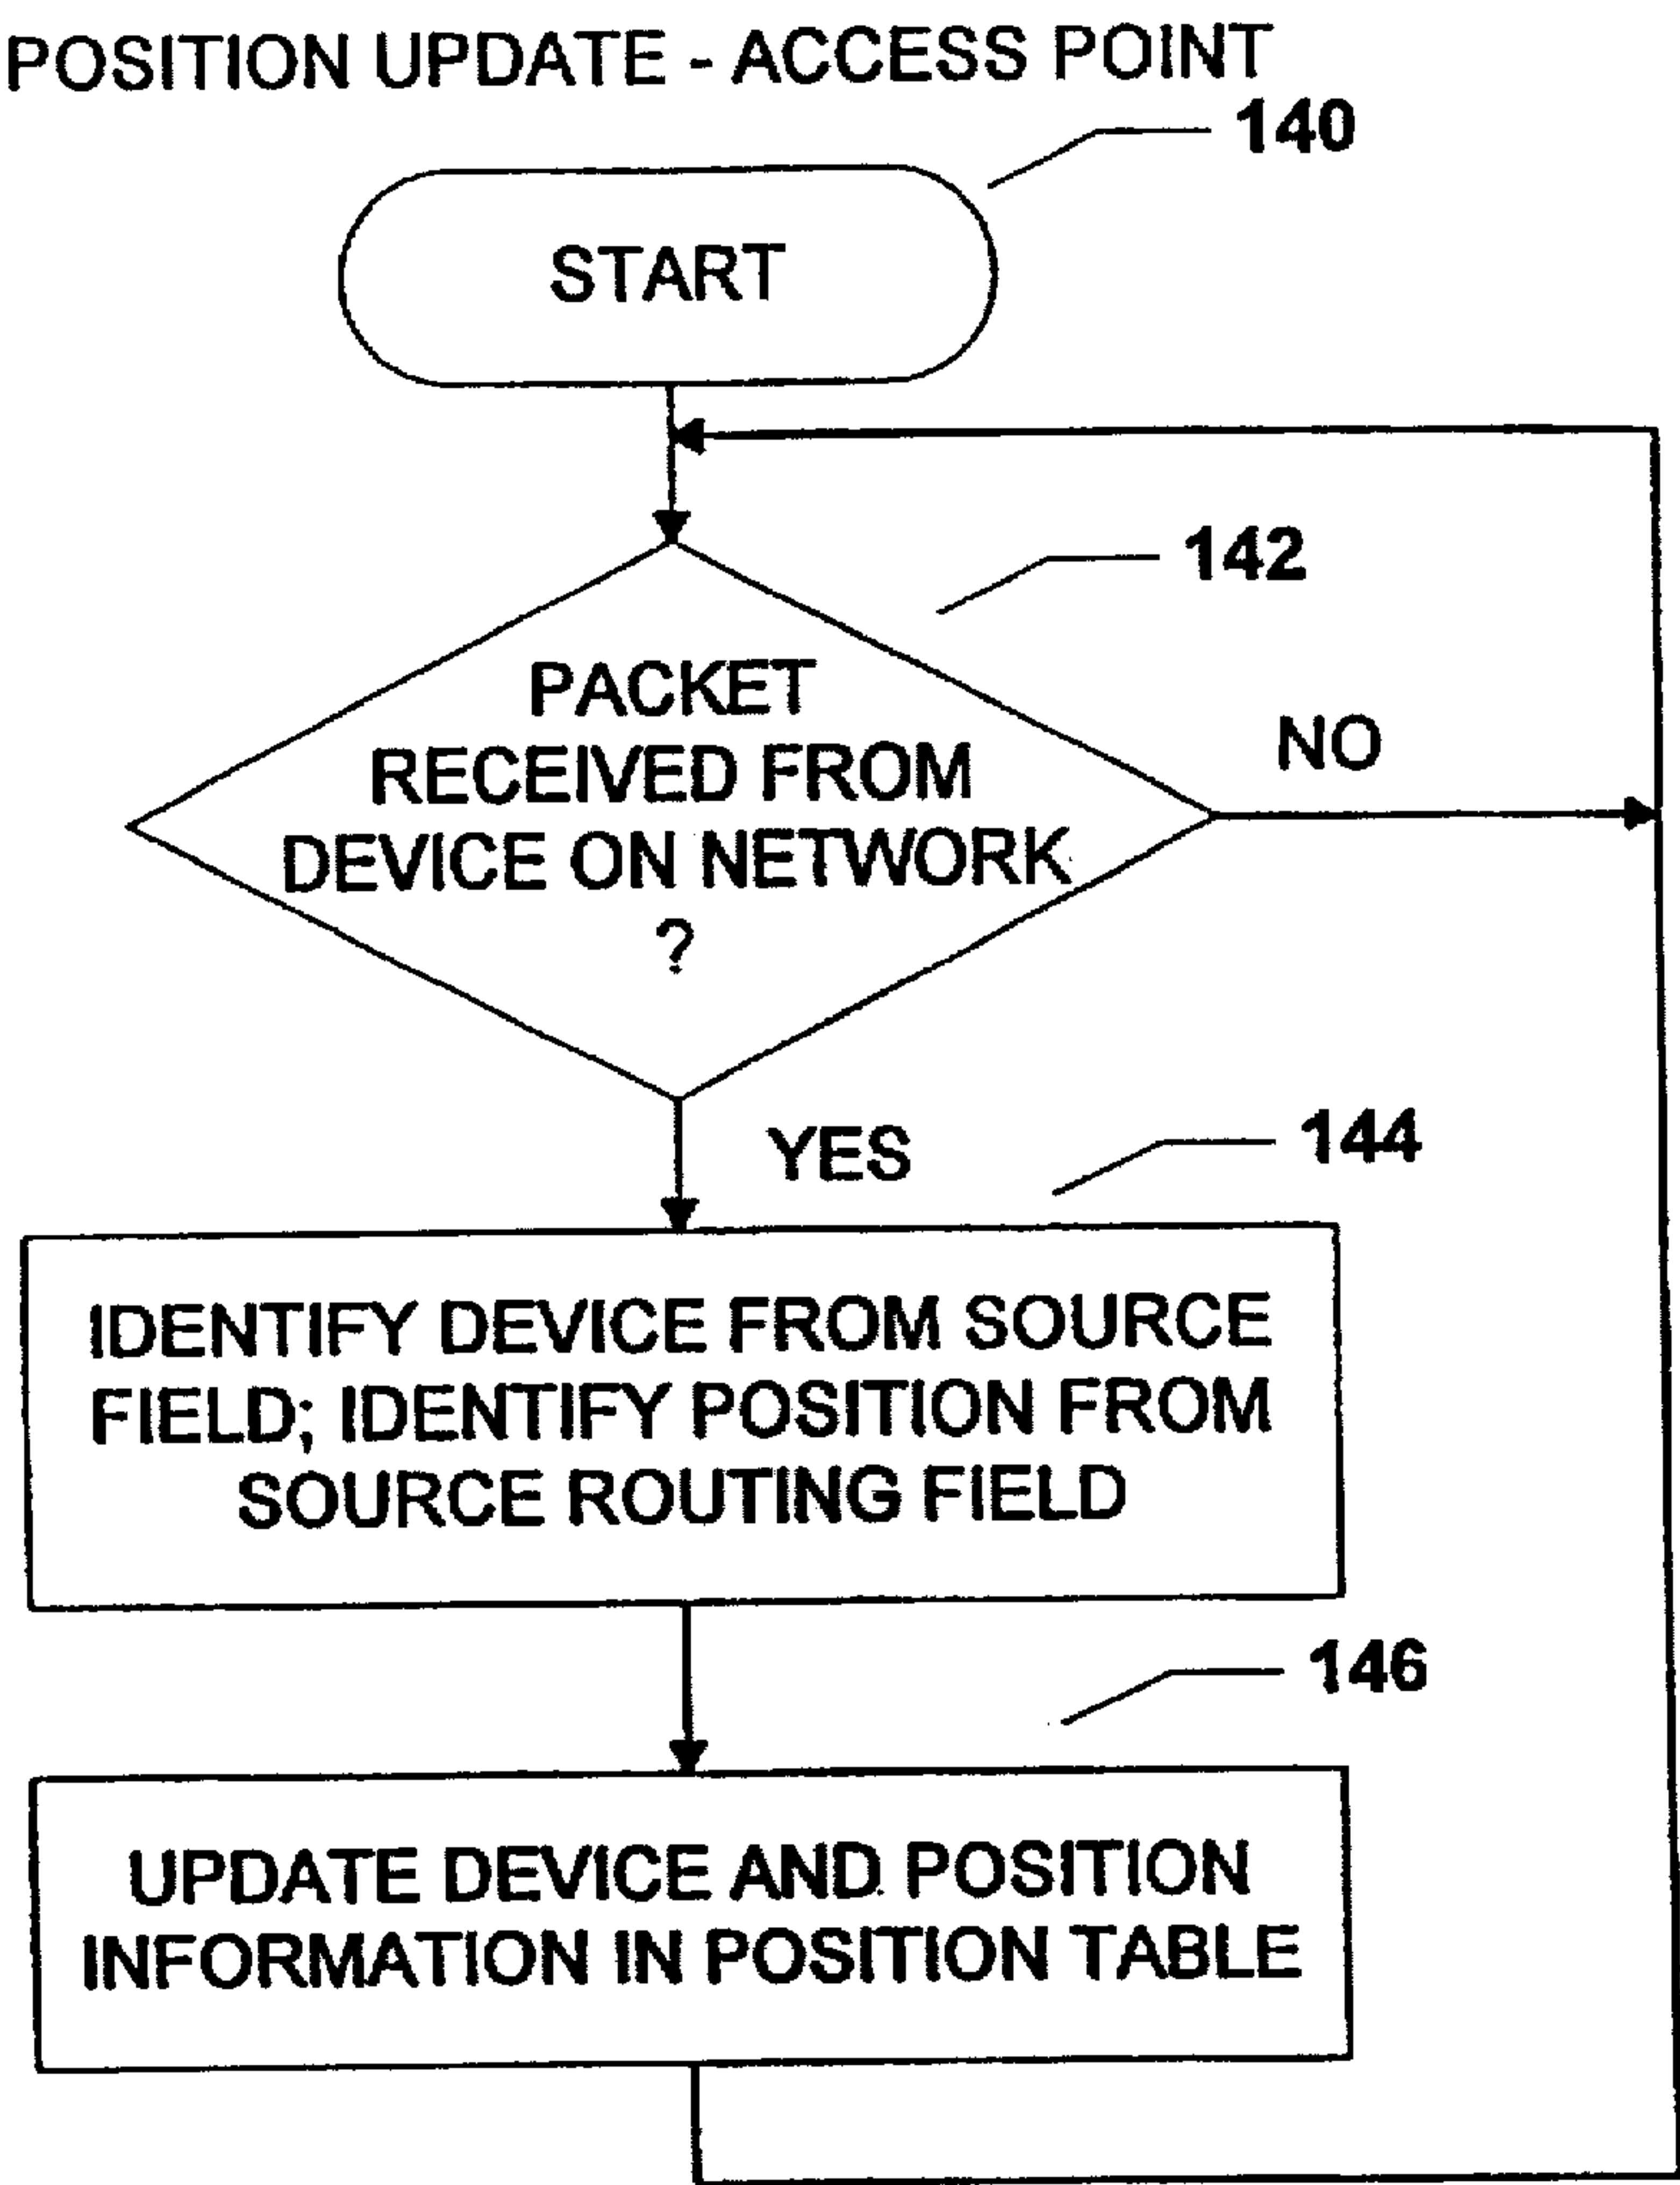 POSITION UPDATE - ACCESS POINT
140
START
142
PACKET
RECEIVED FROM
DEVICE ON NETWORK
?
NO
YES
144
IDENTIFY DEVICE FROM SOURCE
FIELD; IDENTIFY POSITION FROM
SOURCE ROUTING FIELD
146
UPDATE DEVICE AND POSITION
INFORMATION IN POSITION TABLE